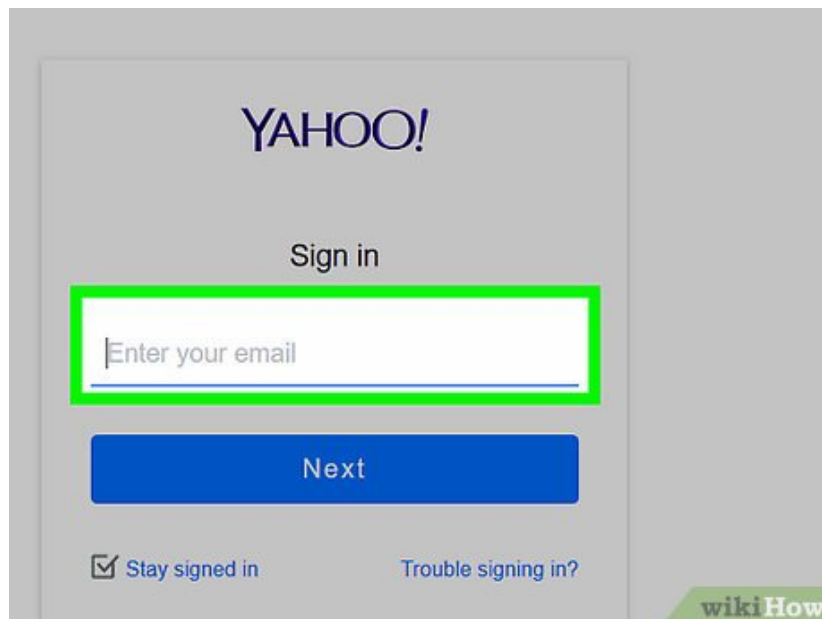 YAHOO!
Sign in
Enter your email
Next
Stay signed in
Trouble signing in?
wikiHow